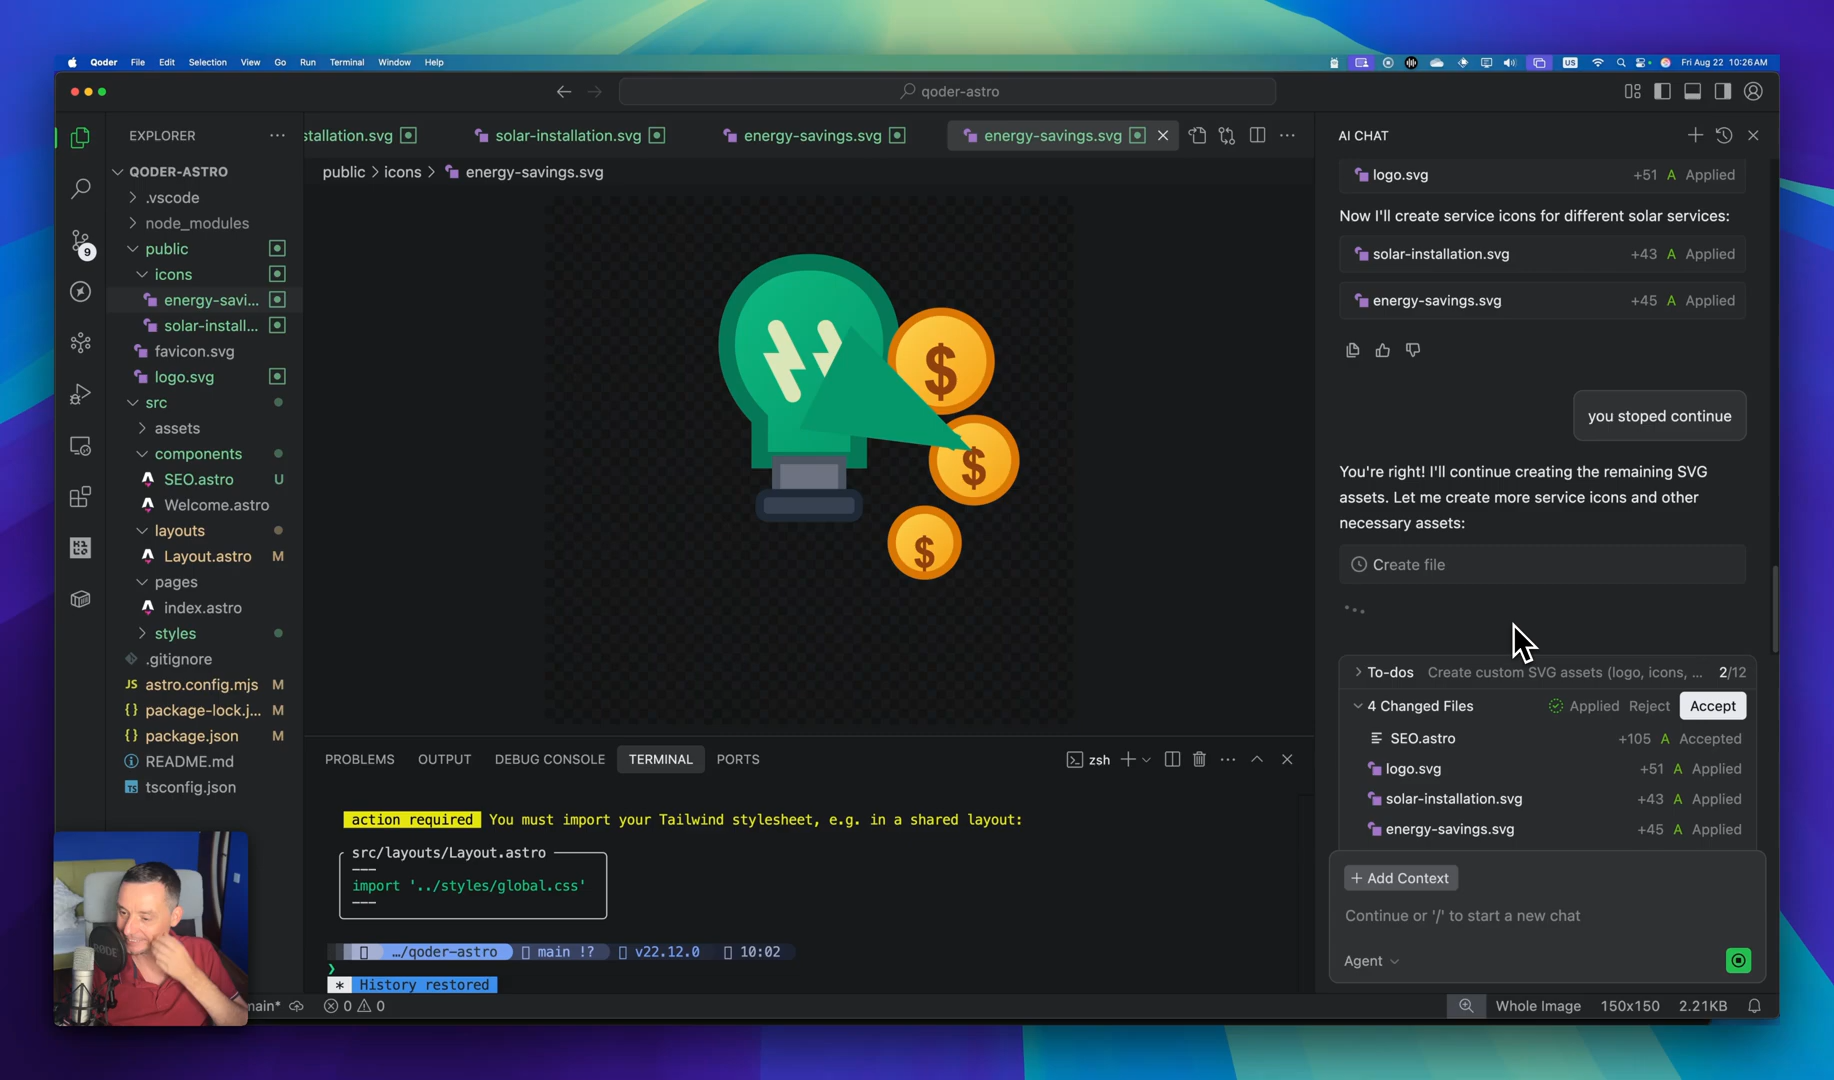 Qoder File Edit Selection View Go Run Terminal Window Help
US Fri Aug 22 10:26 AM
qoder-astro
EXPLORER
QODER-ASTRO
.vscode
node_modules
public
icons
energy-savi...
solar-install...
favicon.svg
logo.svg
src
assets
components
SEO.astro U
Welcome.astro
layouts
Layout.astro M
pages
index.astro
styles
.gitignore
JS astro.config.mjs M
{} package-lock.j... M
{} package.json M
README.md
TS tsconfig.json
9
stallation.svg
solar-installation.svg
energy-savings.svg
energy-savings.svg
public > icons > energy-savings.svg
$
$
$
PROBLEMS OUTPUT DEBUG CONSOLE TERMINAL PORTS
zsh
action required You must import your Tailwind stylesheet, e.g. in a shared layout:
src/layouts/Layout.astro
---
import '../styles/global.css'
---
…/qoder-astro main !? v22.12.0 10:02
❯
* History restored
RØDE
main* 0 0
Whole Image 150x150 2.21KB
AI CHAT
logo.svg +51 A Applied
Now I'll create service icons for different solar services:
solar-installation.svg +43 A Applied
energy-savings.svg +45 A Applied
you stoped continue
You're right! I'll continue creating the remaining SVG
assets. Let me create more service icons and other
necessary assets:
Create file
To-dos Create custom SVG assets (logo, icons, ... 2/12
4 Changed Files Applied Reject Accept
SEO.astro +105 A Accepted
logo.svg +51 A Applied
solar-installation.svg +43 A Applied
energy-savings.svg +45 A Applied
+ Add Context
Continue or '/' to start a new chat
Agent